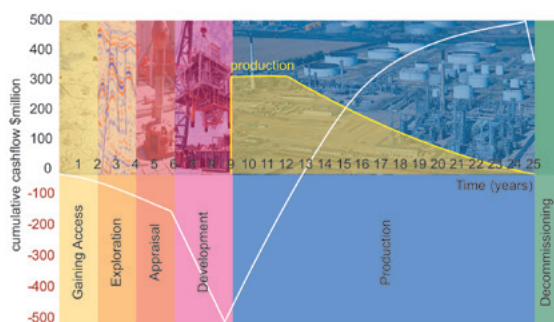 cumulative cashflow $million
500
400
300
200
100
0
-100
-200
-300
-400
-500
production
1 2 3 4 5 6 7 8 9 10 11 12 13 14 15 16 17 18 19 20 21 22 23 24 25
Time (years)
Gaining Access
Exploration
Appraisal
Development
Production
Decommissioning